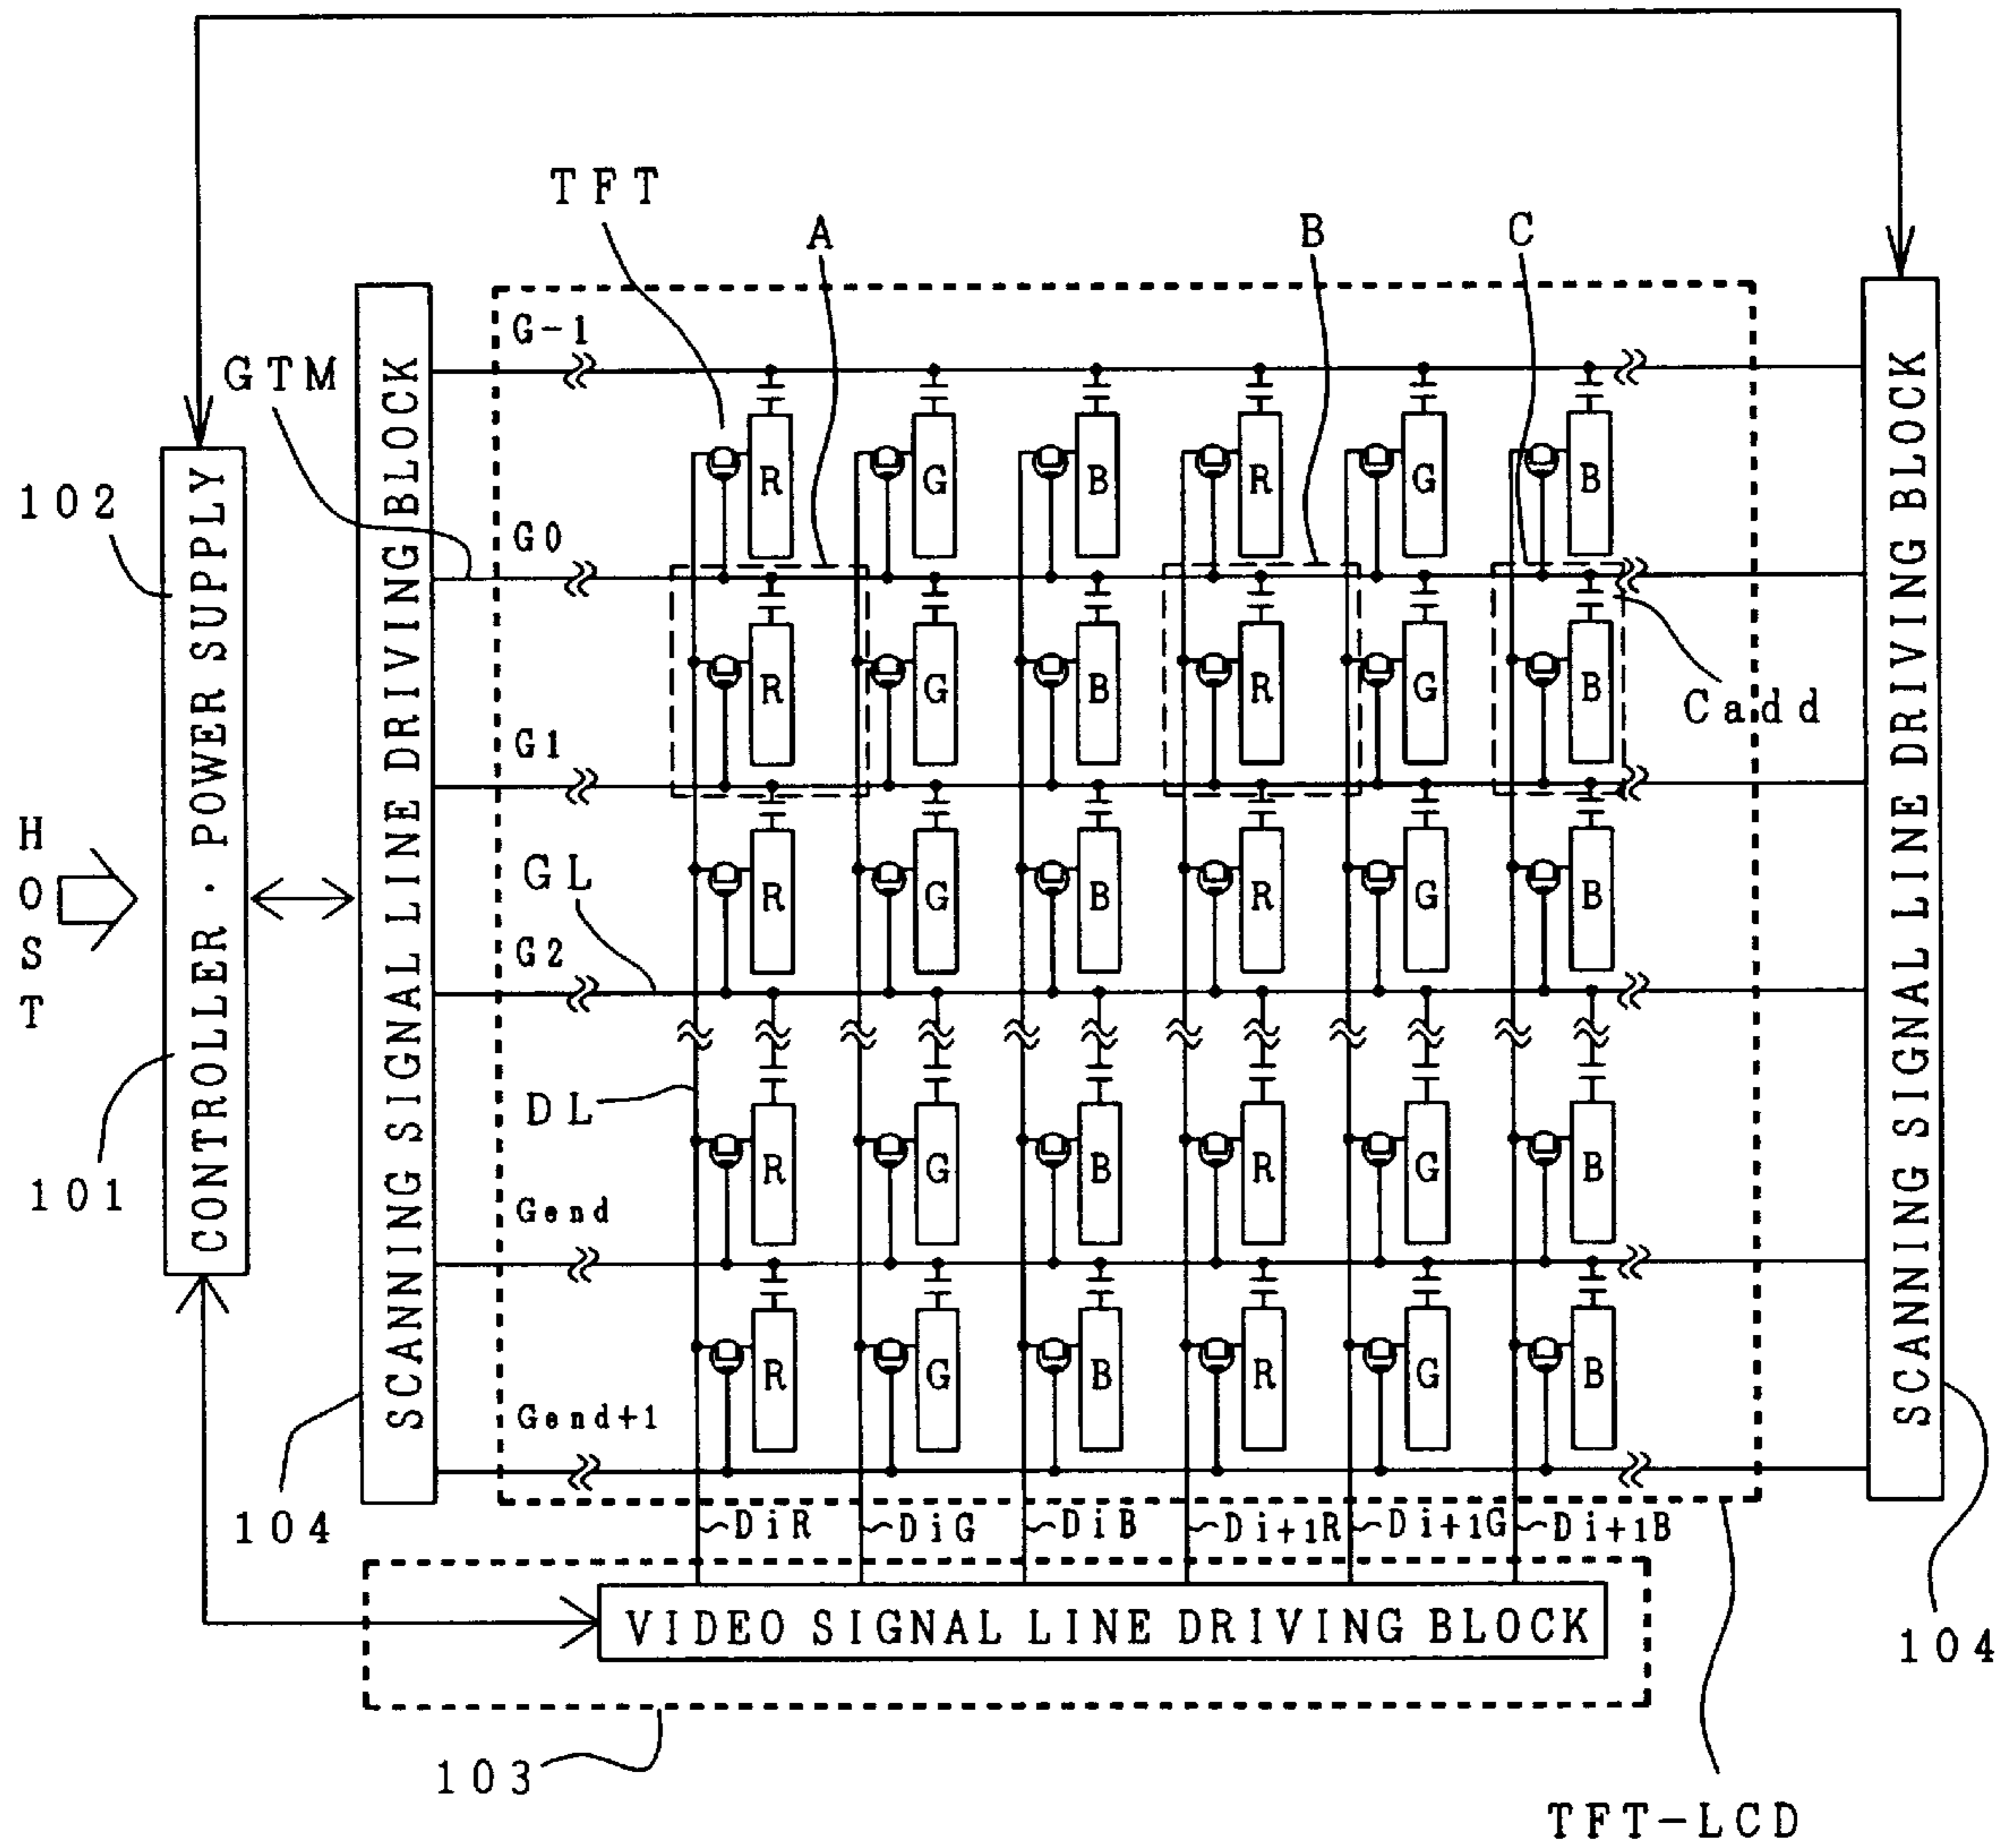 TFT
A
B
C
G-1
GTM
R G B R G B
102
G0
R G B R G B
Cadd
G1
HOST
GL
R G B R G B
G2
DL
R G B R G B
101
Gend
R G B R G B
Gend+1
CONTROLLER · POWER SUPPLY
SCANNING SIGNAL LINE DRIVING BLOCK
SCANNING SIGNAL LINE DRIVING BLOCK
104
DiR DiG DiB Di+1R Di+1G Di+1B
VIDEO SIGNAL LINE DRIVING BLOCK
104
103
TFT-LCD